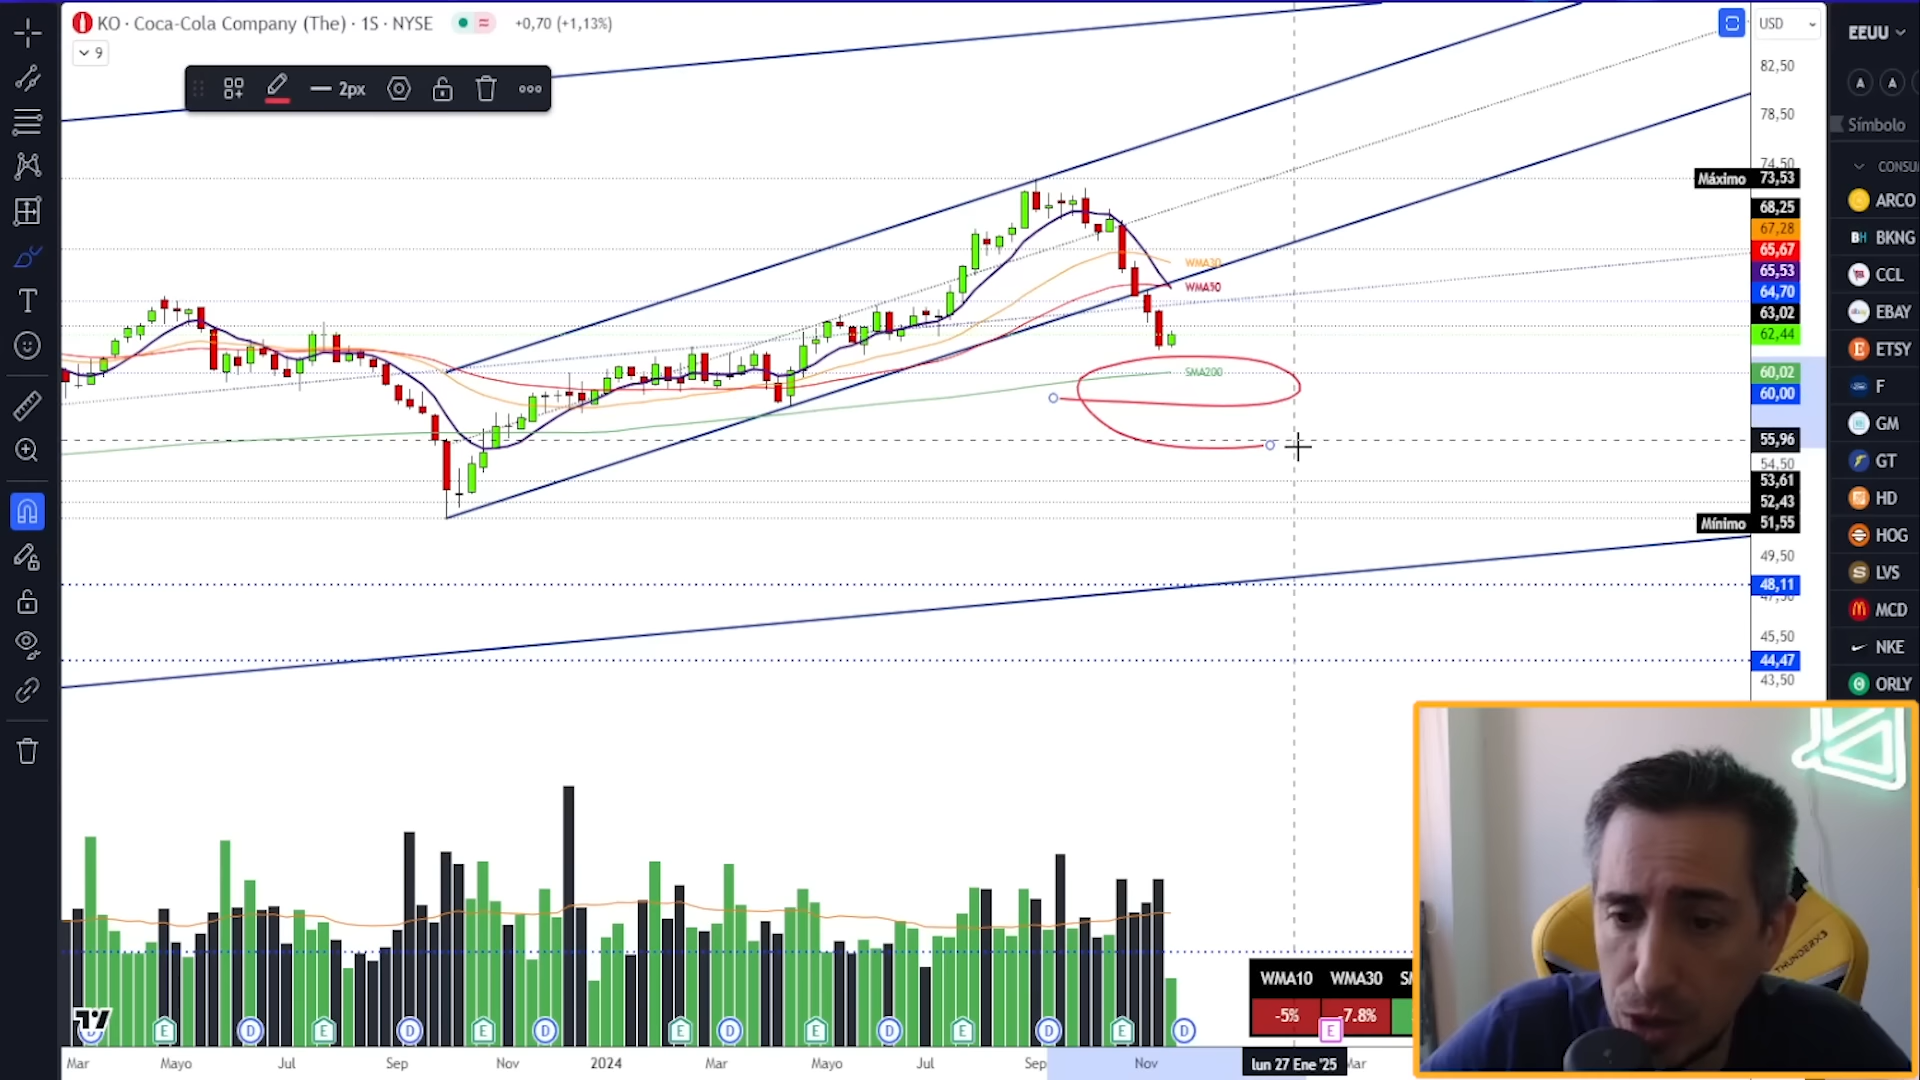 KO · Coca-Cola Company (The) · 1S · NYSE
+0,70 (+1,13%)
9
2px
USD
82,50
78,50
74,50
Máximo 73,53
68,25
67,28
65,67
65,53
64,70
63,02
62,44
60,02
60,00
55,96
54,50
53,61
52,43
Mínimo 51,55
49,50
48,11
45,50
44,47
43,50
WMA30
WMA50
SMA200
EEUU
A
A
Símbolo
ARCO
BH
BKNG
CCL
EBAY
ETSY
F
GM
GT
HD
HOG
LVS
MCD
NKE
ORLY
WMA10 WMA30
-5% -7.8%
E D E D E D E D E D E D E D E
Mar Mayo Jul Sep Nov 2024 Mar Mayo Jul Sep Nov lun 27 Ene '25 Mar
THUNDERX3